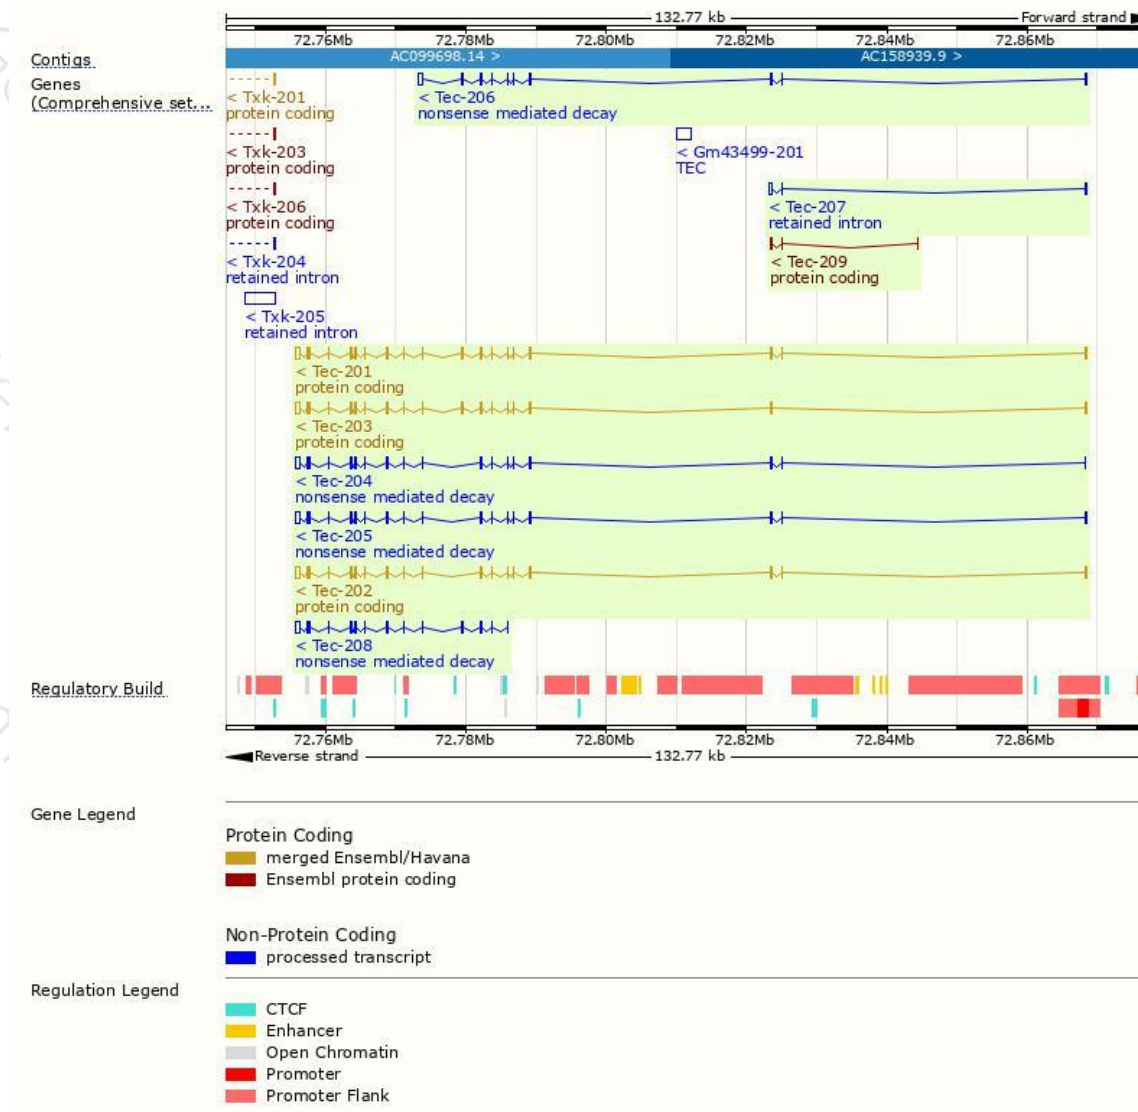 132.77 kb Forward strand
72.76Mb 72.78Mb 72.80Mb 72.82Mb 72.84Mb 72.86Mb
Contigs AC099698.14 > AC158939.9 >
Genes
(Comprehensive set...
< Txk-201 < Tec-206
protein coding nonsense mediated decay
< Txk-203 < Gm43499-201
protein coding TEC
< Txk-206 < Tec-207
protein coding retained intron
< Txk-204 < Tec-209
retained intron protein coding
< Txk-205
retained intron
< Tec-201
protein coding
< Tec-203
protein coding
< Tec-204
nonsense mediated decay
< Tec-205
nonsense mediated decay
< Tec-202
protein coding
< Tec-208
nonsense mediated decay
Regulatory Build
72.76Mb 72.78Mb 72.80Mb 72.82Mb 72.84Mb 72.86Mb
Reverse strand 132.77 kb
Gene Legend
Protein Coding
merged Ensembl/Havana
Ensembl protein coding
Non-Protein Coding
processed transcript
Regulation Legend
CTCF
Enhancer
Open Chromatin
Promoter
Promoter Flank